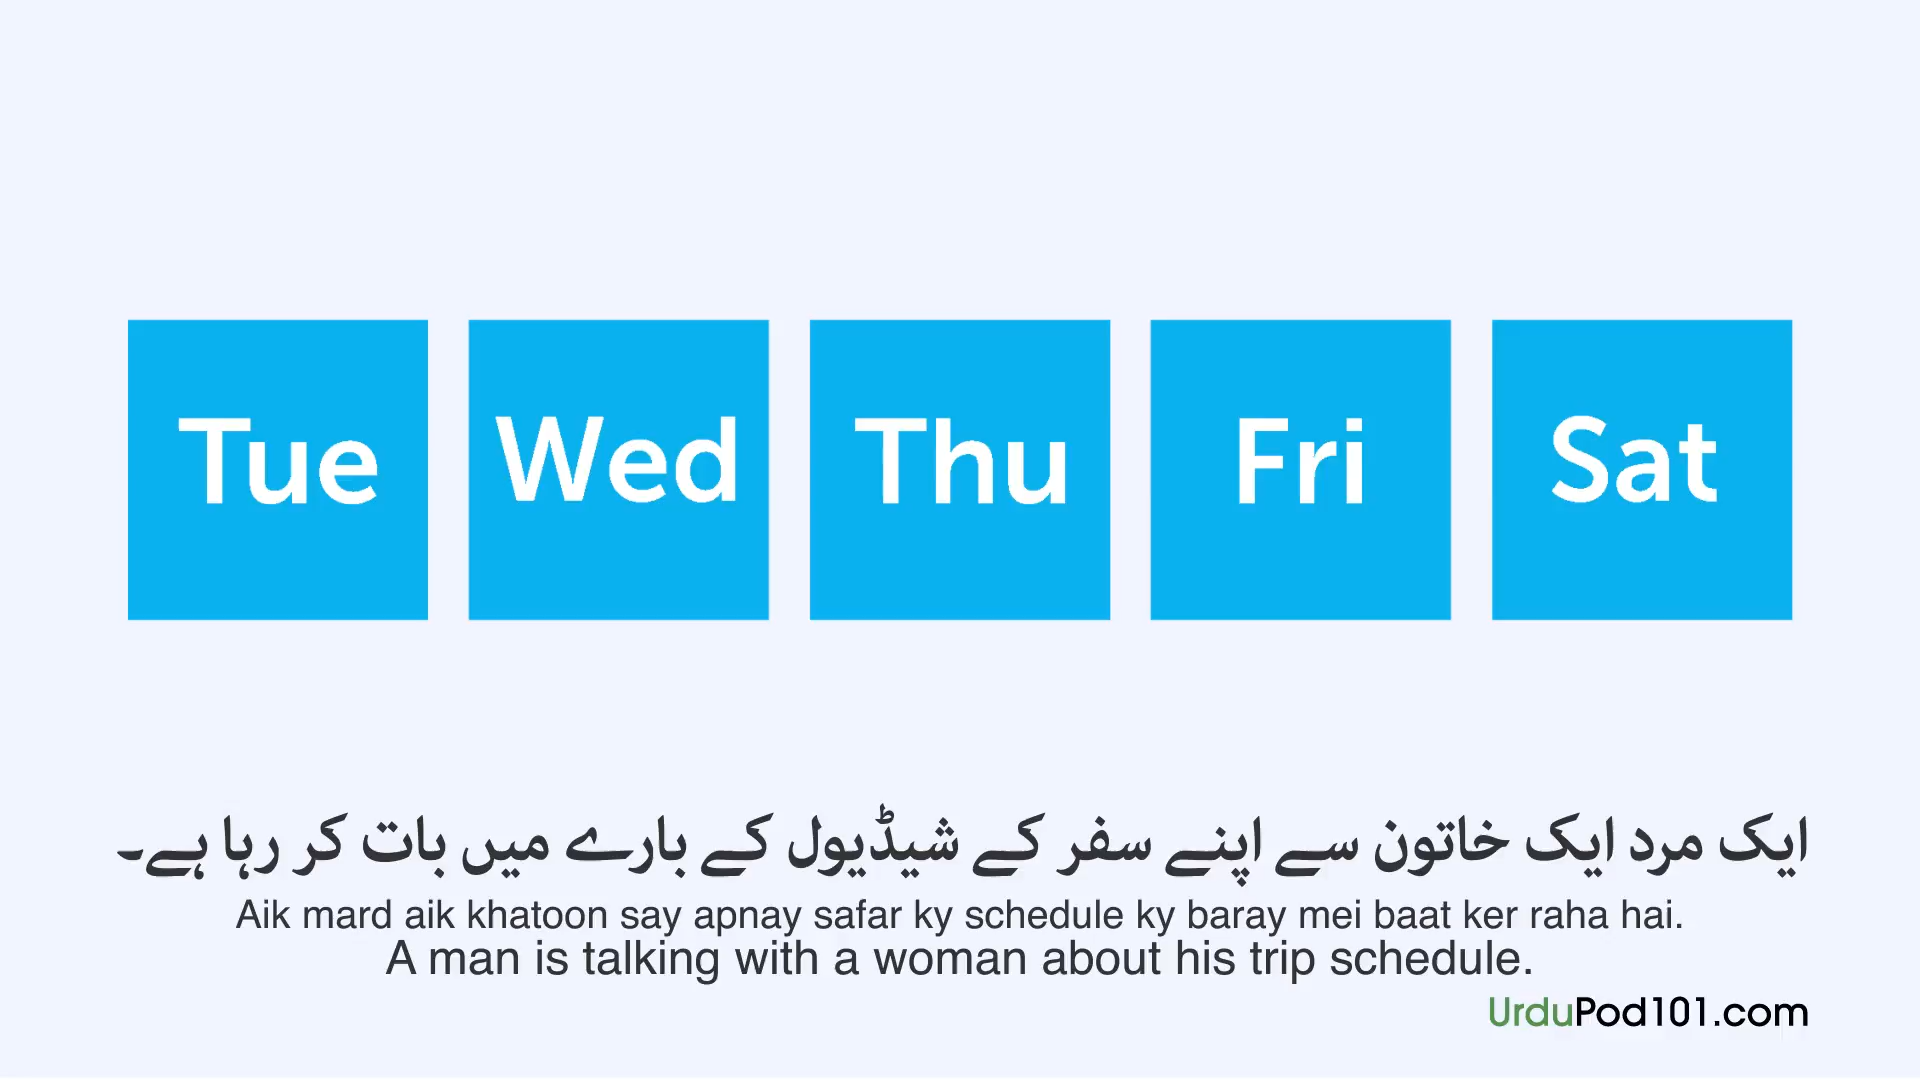 Tue Wed Thu Fri Sat
ایک مرد ایک خاتون سے اپنے سفر کے شیڈیول کے بارے میں بات کر رہا ہے۔
Aik mard aik khatoon say apnay safar ky schedule ky baray mei baat ker raha hai.
A man is talking with a woman about his trip schedule.
UrduPod101.com